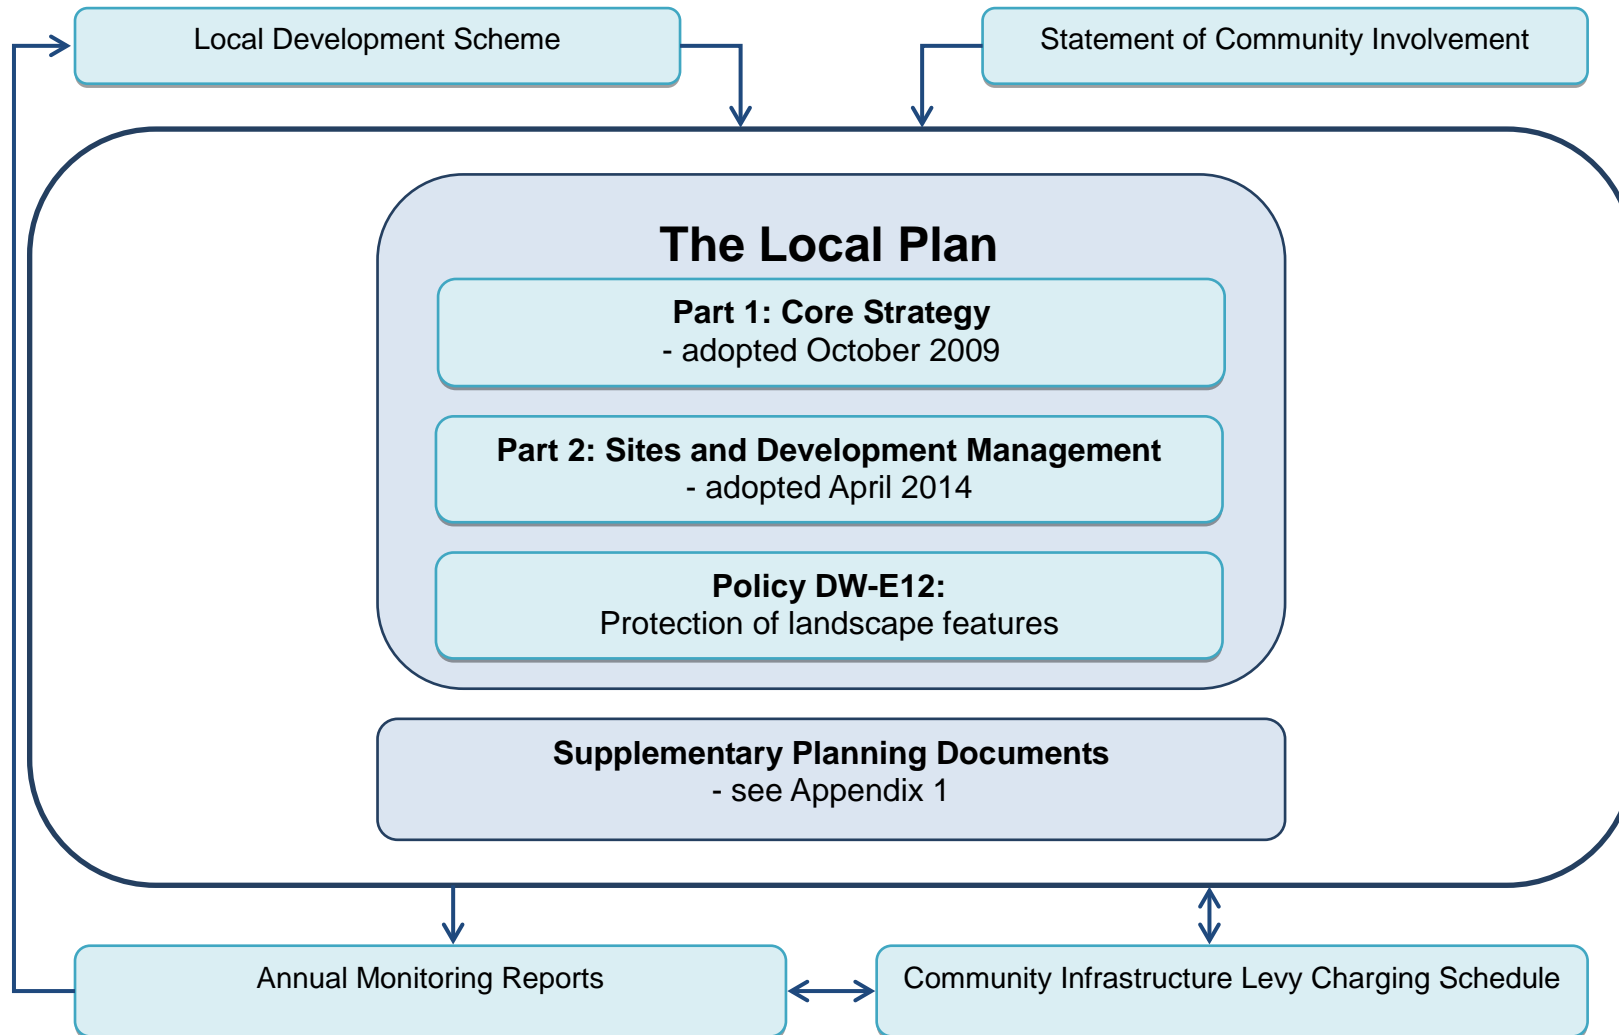 Local Development Scheme
Statement of Community Involvement
The Local Plan
Part 1: Core Strategy
- adopted October 2009
Part 2: Sites and Development Management
- adopted April 2014
Policy DW-E12:
Protection of landscape features
Supplementary Planning Documents
- see Appendix 1
Annual Monitoring Reports
Community Infrastructure Levy Charging Schedule